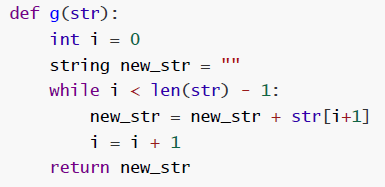 def g(str):
    int i = 0
    string new_str = ""
    while i < len(str) - 1:
        new_str = new_str + str[i+1]
        i = i + 1
    return new_str